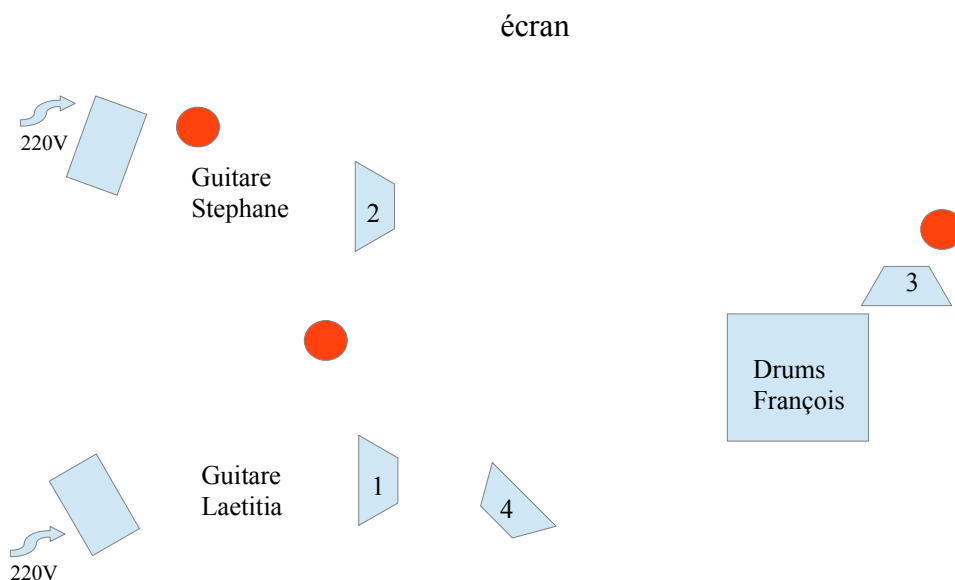 écran
220V
Guitare
Stephane
2
3
Drums
François
Guitare
Laetitia
1
4
220V